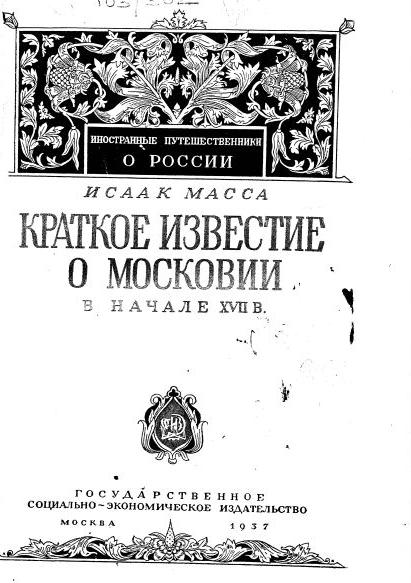 ИНОСТРАННЫЕ ПУТЕШЕСТВЕННИКИ
О РОССИИ
ИСААК МАССА
КРАТКОЕ ИЗВЕСТИЕ
О МОСКОВИИ
В НАЧАЛЕ XVII В.
ГОСУДАРСТВЕННОЕ
СОЦИАЛЬНО-ЭКОНОМИЧЕСКОЕ ИЗДАТЕЛЬСТВО
МОСКВА 1937